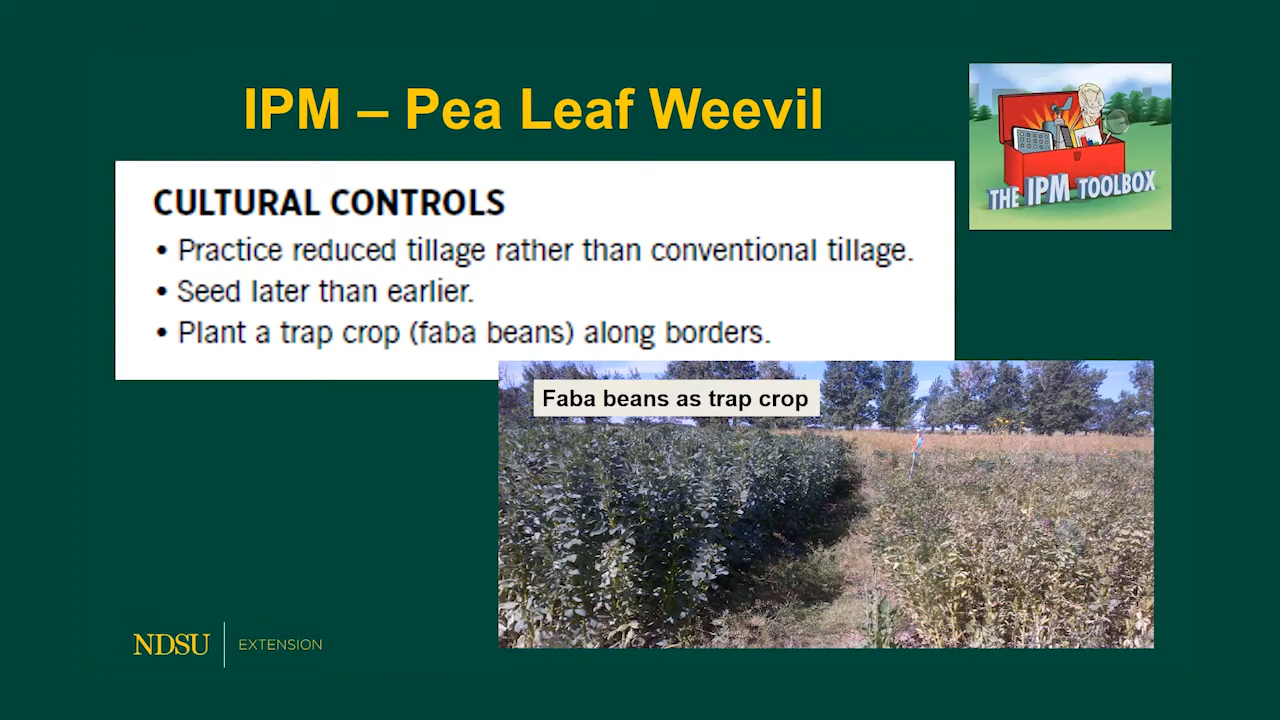 IPM – Pea Leaf Weevil
THE IPM TOOLBOX
CULTURAL CONTROLS
• Practice reduced tillage rather than conventional tillage.
• Seed later than earlier.
• Plant a trap crop (faba beans) along borders.
Faba beans as trap crop
NDSU EXTENSION